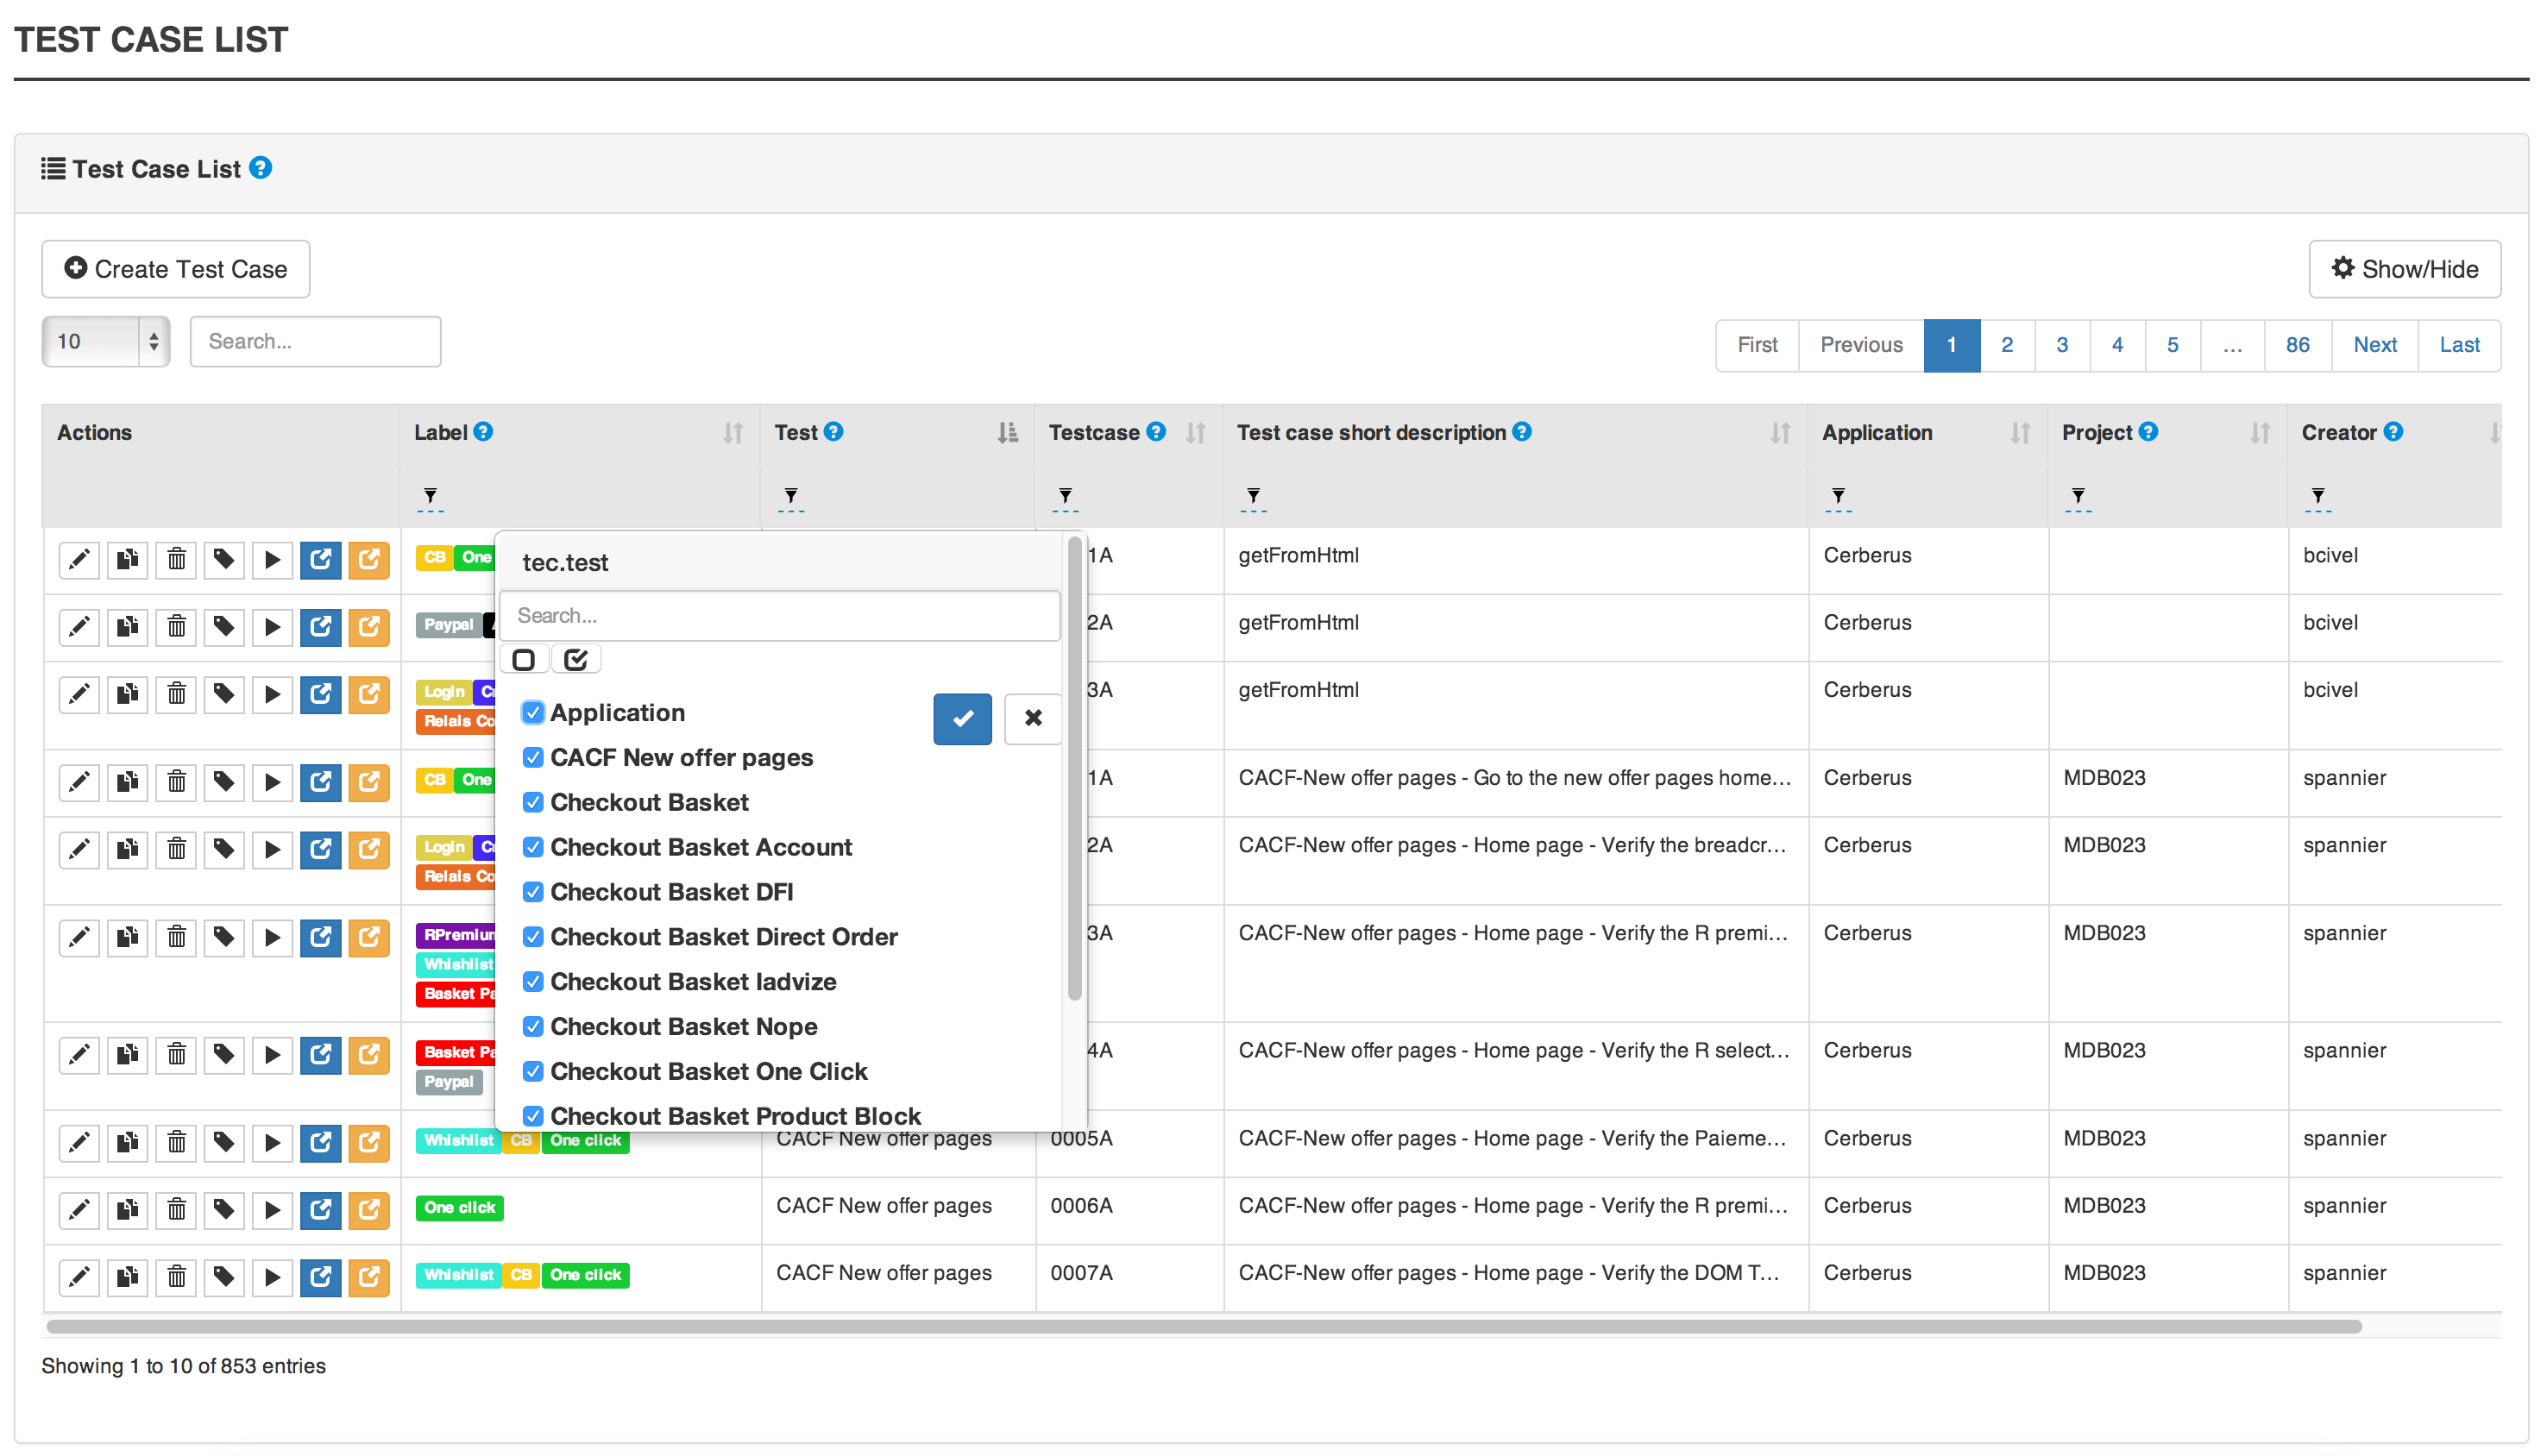 TEST CASE LIST
Test Case List
Create Test Case
Show/Hide
10
Search...
First Previous 1 2 3 4 5 ... 86 Next Last
Actions Label Test Testcase Test case short description Application Project Creator
tec.test
Search...
Application
CACF New offer pages
Checkout Basket
Checkout Basket Account
Checkout Basket DFI
Checkout Basket Direct Order
Checkout Basket Iadvize
Checkout Basket Nope
Checkout Basket One Click
Checkout Basket Product Block
CB One 1A getFromHtml Cerberus bcivel
Paypal 2A getFromHtml Cerberus bcivel
Login 3A getFromHtml Cerberus bcivel
Relais Co
CB One 1A CACF-New offer pages - Go to the new offer pages home... Cerberus MDB023 spannier
Login 2A CACF-New offer pages - Home page - Verify the breadcr... Cerberus MDB023 spannier
Relais Co
RPremium 3A CACF-New offer pages - Home page - Verify the R premi... Cerberus MDB023 spannier
Whishlist
Basket Pa
Basket Pa 4A CACF-New offer pages - Home page - Verify the R select... Cerberus MDB023 spannier
Paypal
Whishlist CB One click CACF New offer pages 0005A CACF-New offer pages - Home page - Verify the Paieme... Cerberus MDB023 spannier
One click CACF New offer pages 0006A CACF-New offer pages - Home page - Verify the R premi... Cerberus MDB023 spannier
Whishlist CB One click CACF New offer pages 0007A CACF-New offer pages - Home page - Verify the DOM T... Cerberus MDB023 spannier
Showing 1 to 10 of 853 entries